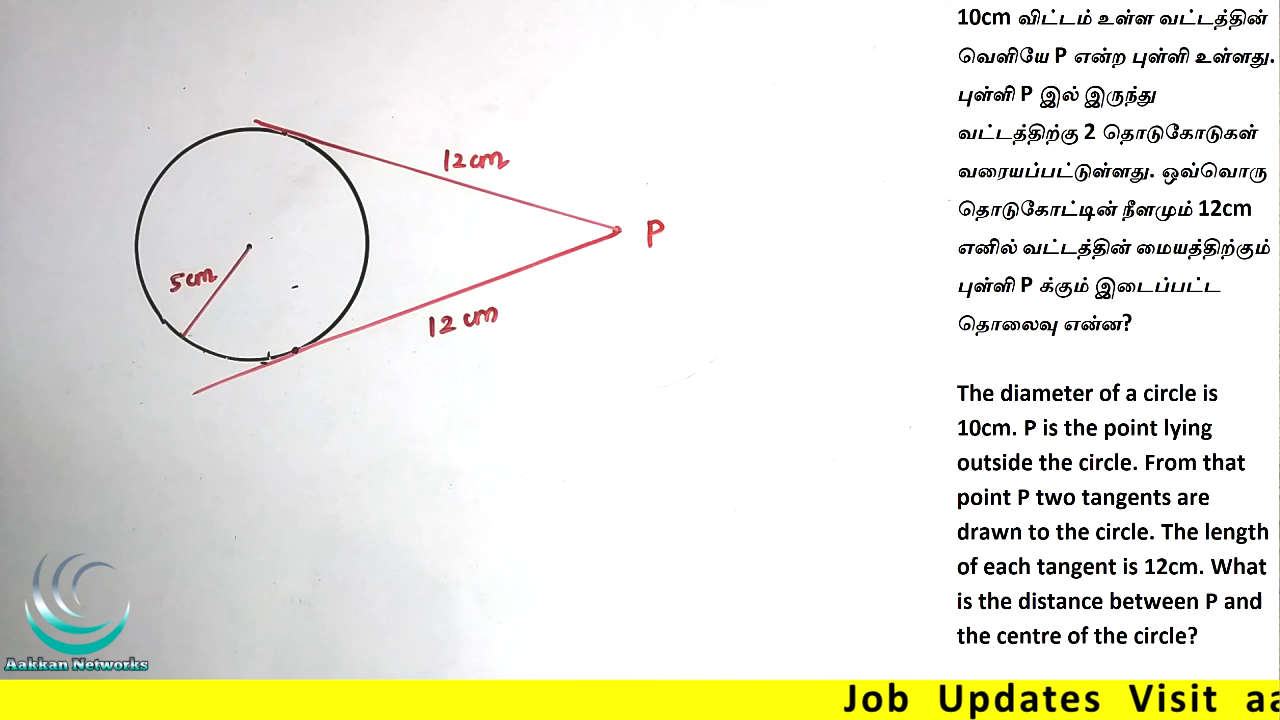 10cm விட்டம் உள்ள வட்டத்தின்
வெளியே P என்ற புள்ளி உள்ளது.
புள்ளி P இல் இருந்து
வட்டத்திற்கு 2 தொடுகோடுகள்
வரையப்பட்டுள்ளது. ஒவ்வொரு
தொடுகோட்டின் நீளமும் 12cm
எனில் வட்டத்தின் மையத்திற்கும்
புள்ளி P க்கும் இடைப்பட்ட
தொலைவு என்ன?
The diameter of a circle is
10cm. P is the point lying
outside the circle. From that
point P two tangents are
drawn to the circle. The length
of each tangent is 12cm. What
is the distance between P and
the centre of the circle?
12cm
P
5cm
12 cm
Aakkan Networks
Job Updates Visit